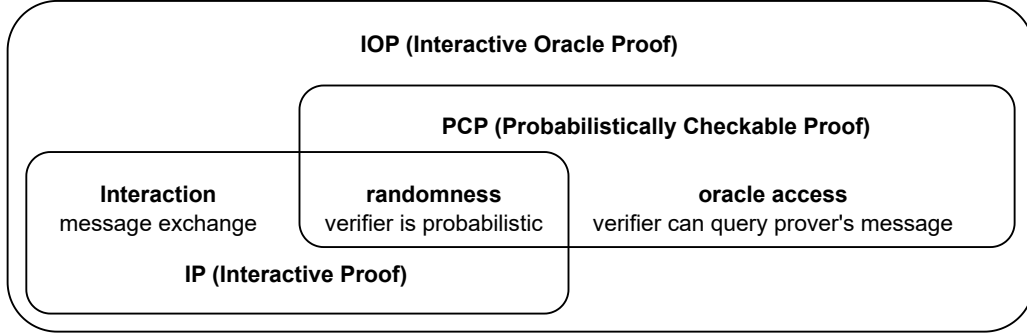 IOP (Interactive Oracle Proof)
PCP (Probabilistically Checkable Proof)
Interaction
message exchange
randomness
verifier is probabilistic
oracle access
verifier can query prover's message
IP (Interactive Proof)